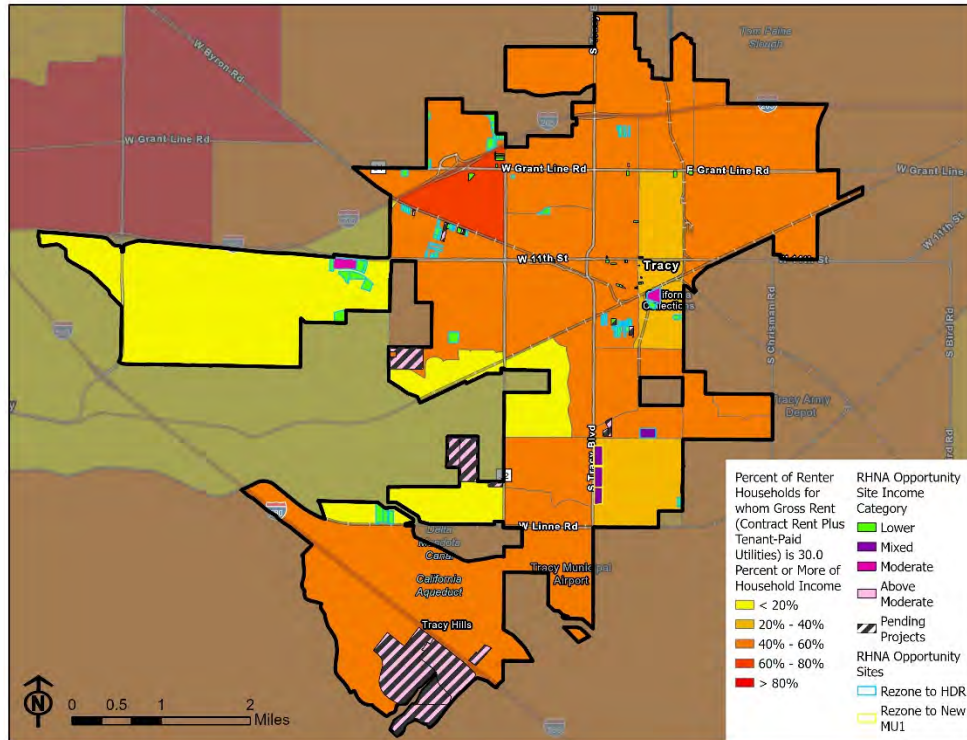 Tom Paine
Slough
S Tracy B
W Byron Rd
W Grant Line Rd
W Grant Line Rd
E Grant Line Rd
W Grant Line
W 11th St
W 11th St
Tracy
California
Collections
S Chrisman Rd
S Bird Rd
Tracy Army
Depot
S Tracy Blvd
W Linne Rd
Delta
Mendota
Canal
California
Aqueduct
Tracy Municipal
Airport
Tracy Hills
N
0 0.5 1 2
Miles
Percent of Renter
Households for
whom Gross Rent
(Contract Rent Plus
Tenant-Paid
Utilities) is 30.0
Percent or More of
Household Income
< 20%
20% - 40%
40% - 60%
60% - 80%
> 80%
RHNA Opportunity
Site Income
Category
Lower
Mixed
Moderate
Above
Moderate
Pending
Projects
RHNA Opportunity
Sites
Rezone to HDR
Rezone to New
MU1